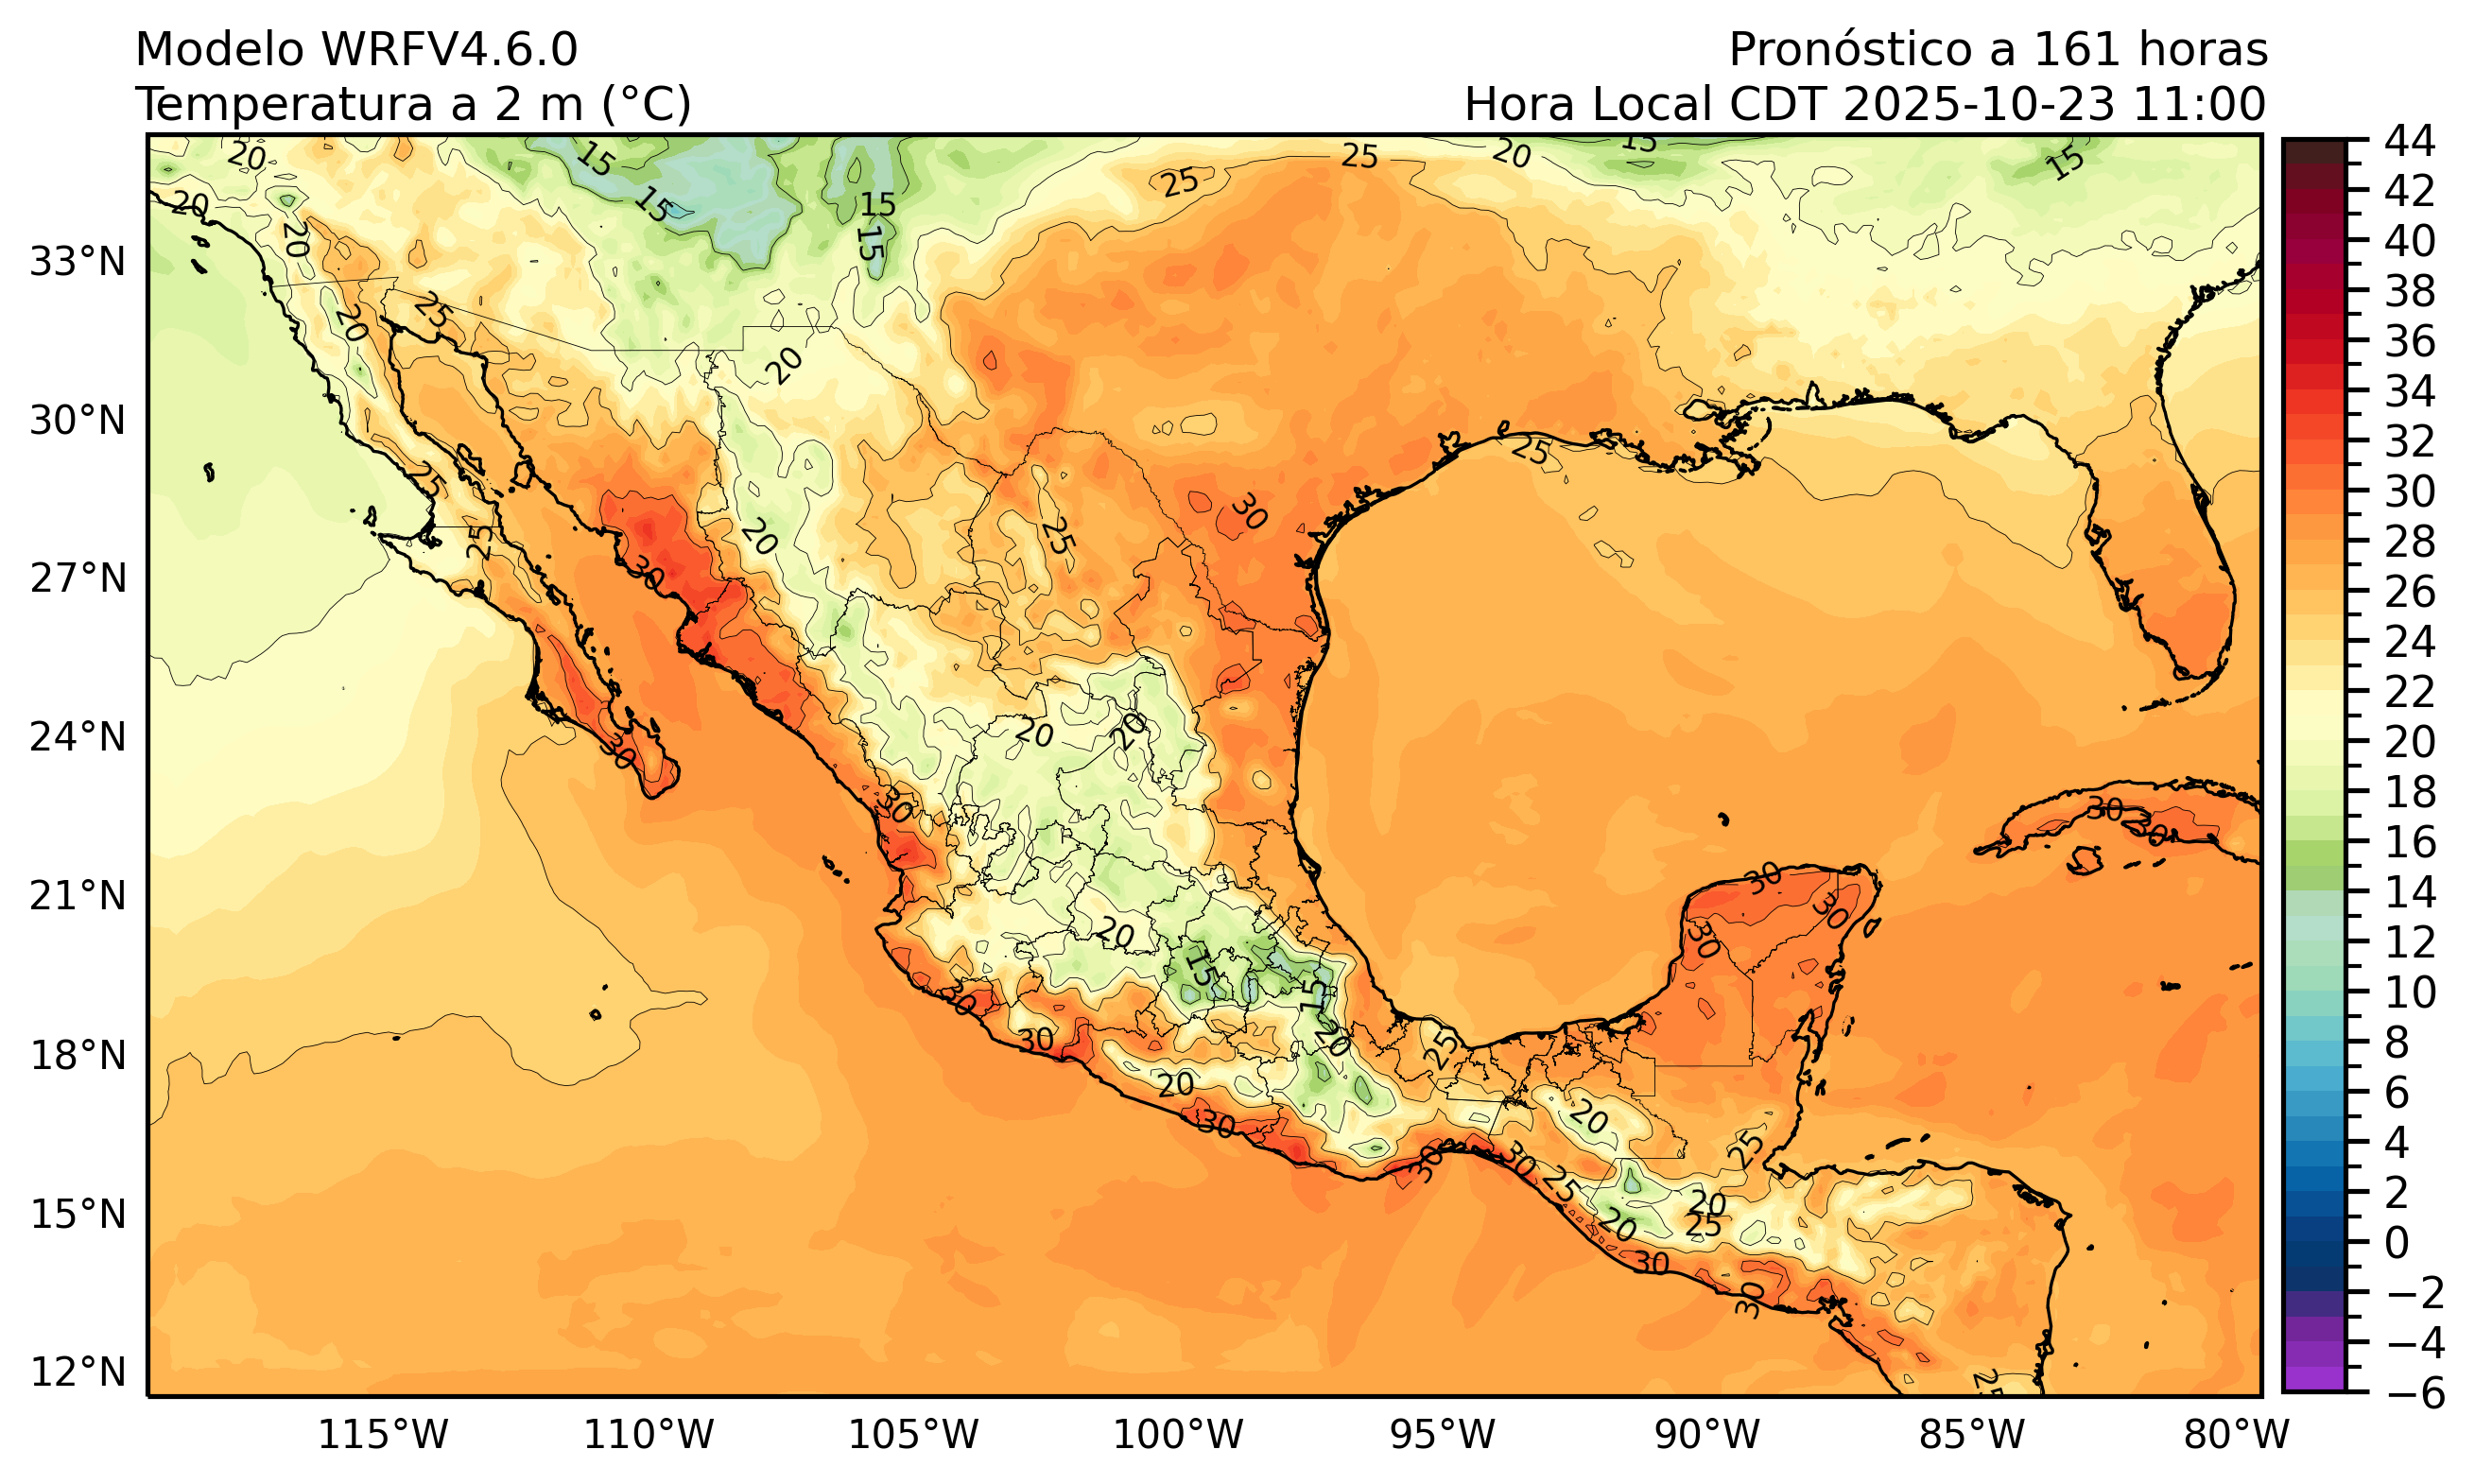 Modelo WRFV4.6.0
Pronóstico a 161 horas
Temperatura a 2 m (°C)
Hora Local CDT 2025-10-23 11:00
20 15 15 25 25 20 15 15
20 20 15 15
20 25 20
25 25 30 25
25 20 30 25
30 20 20
30 30
30 30
30 30 30
20 15 15 20
30 30 25
20 30 20
30 30 25 25
20 20 25
30 30
25
33°N
30°N
27°N
24°N
21°N
18°N
15°N
12°N
115°W
110°W
105°W
100°W
95°W
90°W
85°W
80°W
44
42
40
38
36
34
32
30
28
26
24
22
20
18
16
14
12
10
8
6
4
2
0
−2
−4
−6